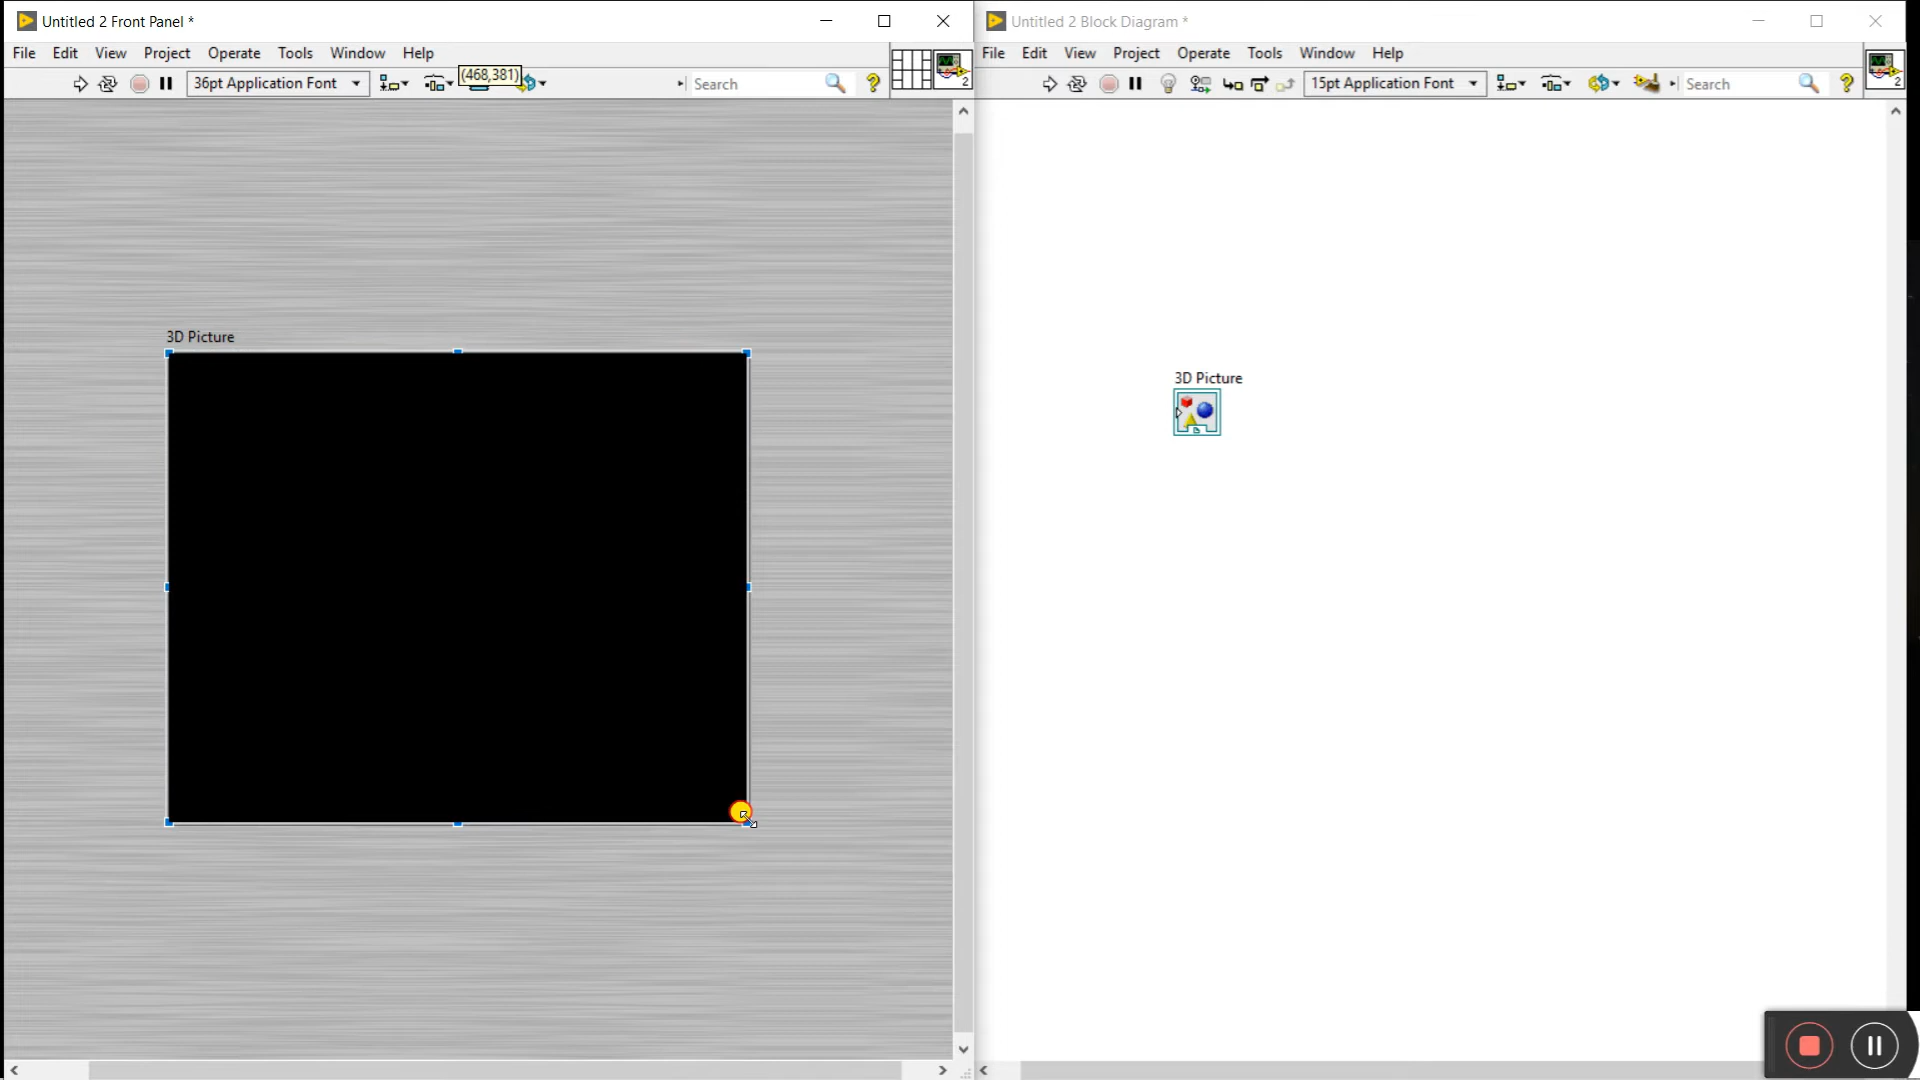 Untitled 2 Front Panel *
File Edit View Project Operate Tools Window Help
36pt Application Font
(468,381)
Search
2
3D Picture
Untitled 2 Block Diagram *
File Edit View Project Operate Tools Window Help
15pt Application Font
Search
2
3D Picture